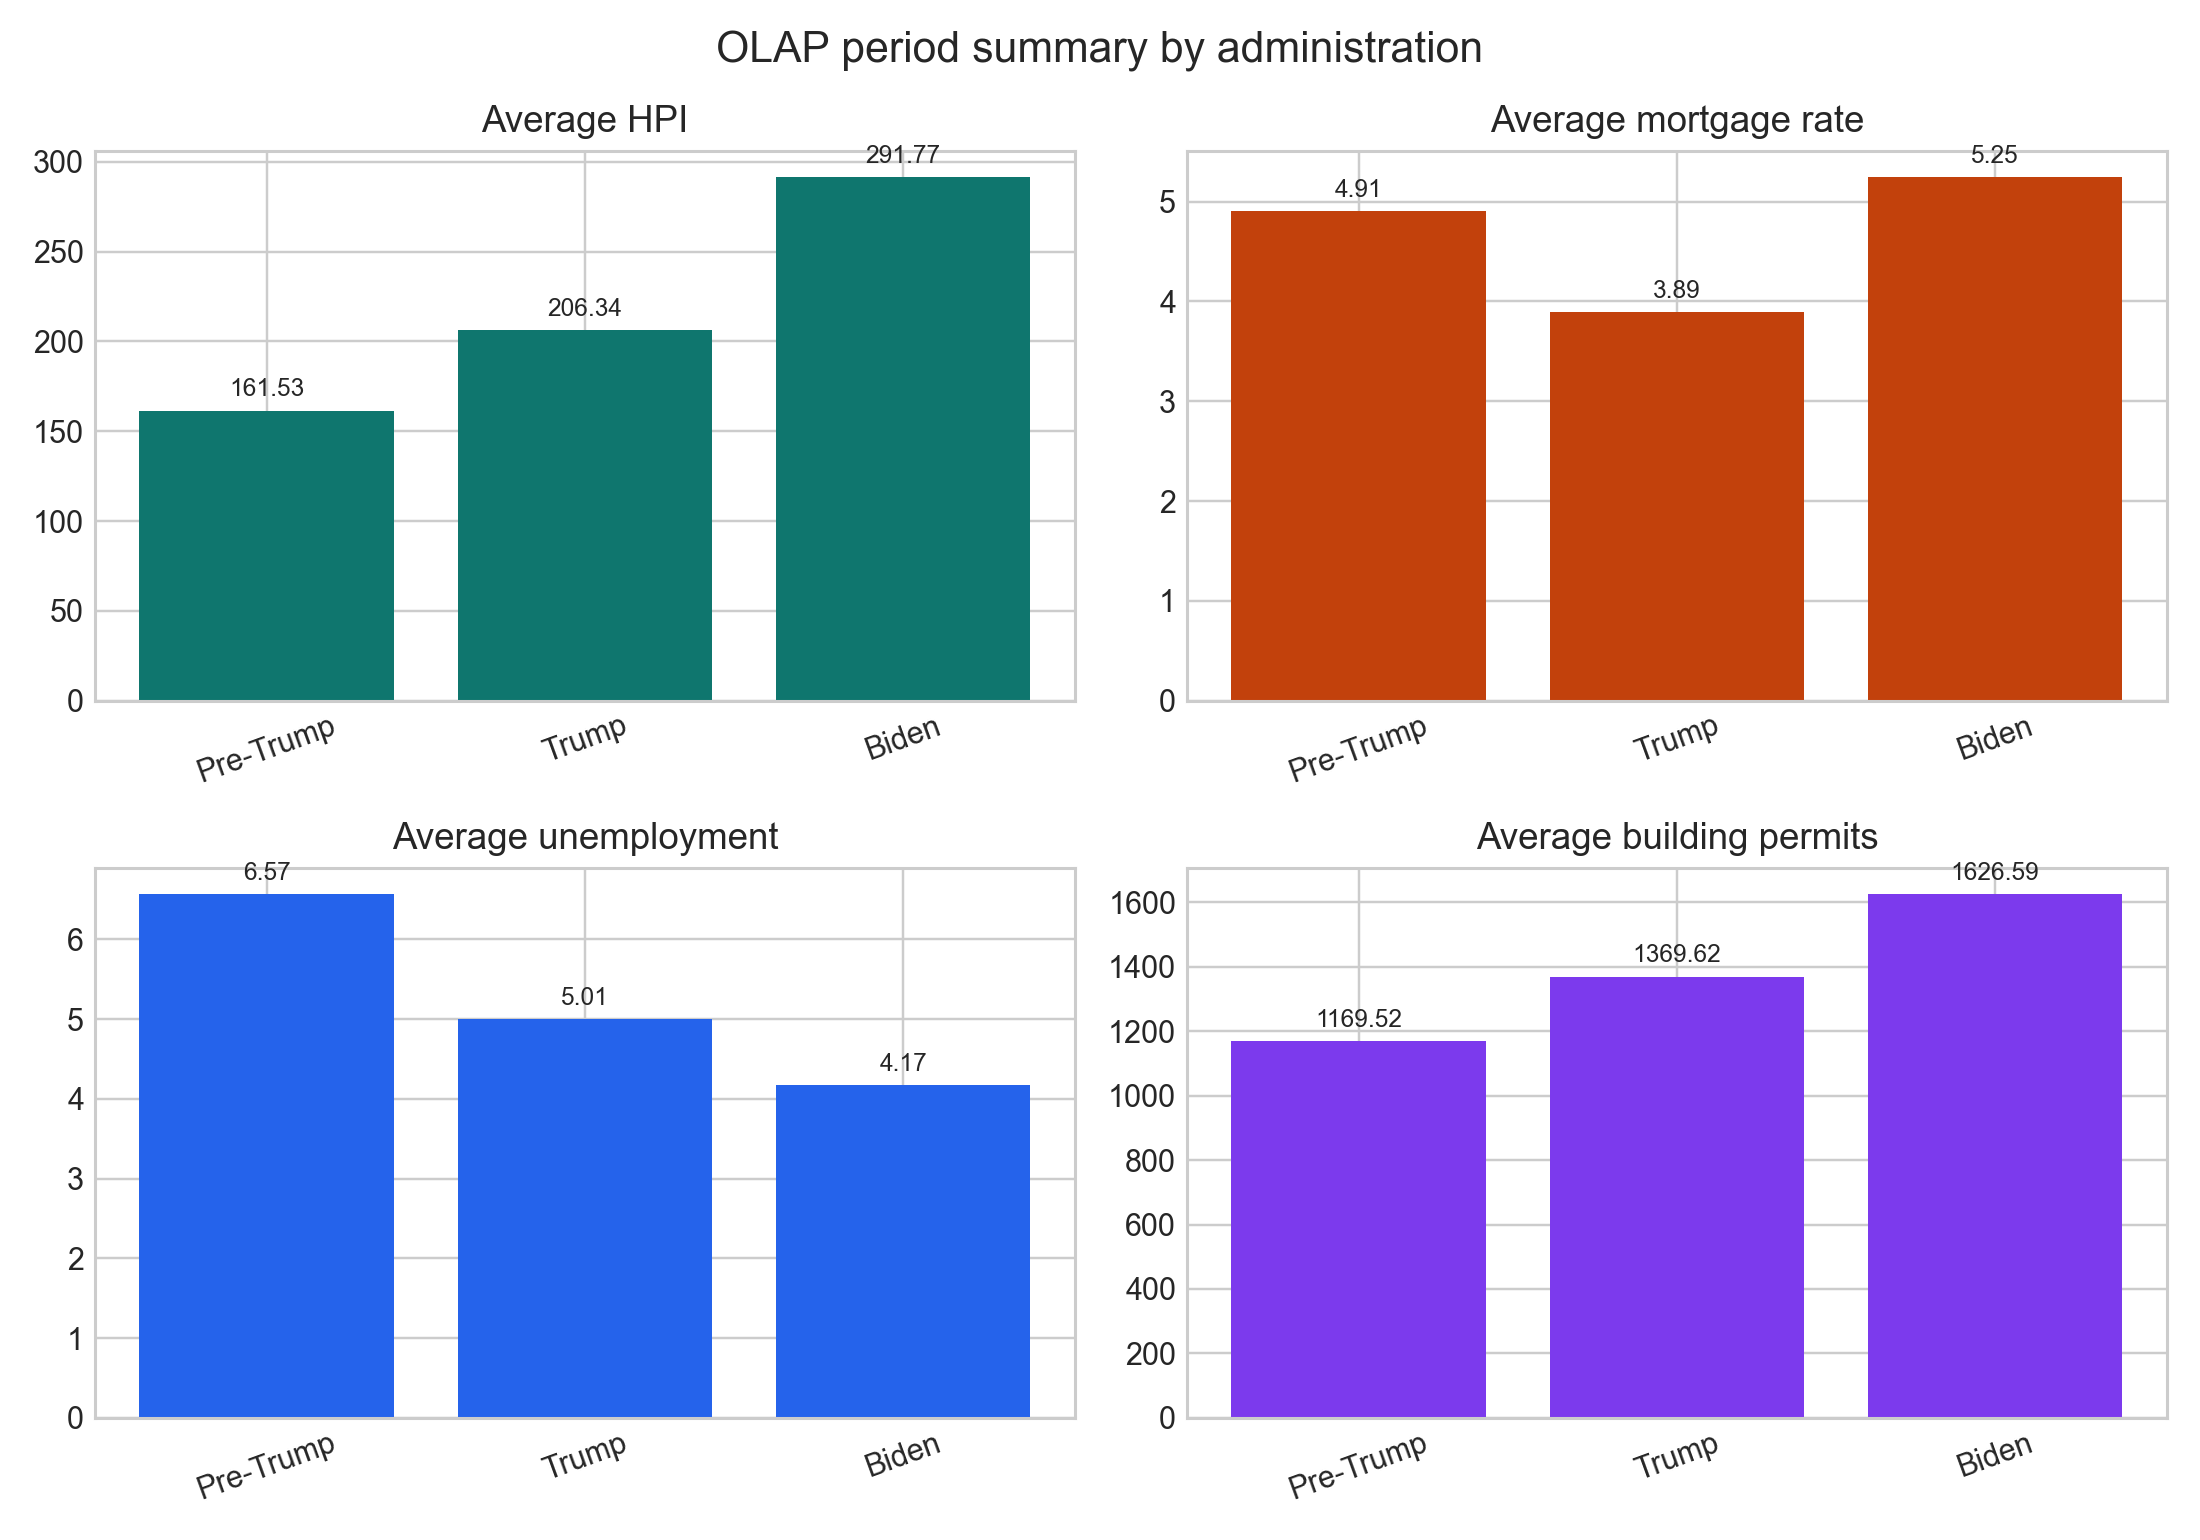 OLAP period summary by administration
Average HPI
300
250
200
150
100
50
0
161.53
206.34
291.77
Pre-Trump
Trump
Biden
Average mortgage rate
5
4
3
2
1
0
4.91
3.89
5.25
Pre-Trump
Trump
Biden
Average unemployment
6
5
4
3
2
1
0
6.57
5.01
4.17
Pre-Trump
Trump
Biden
Average building permits
1600
1400
1200
1000
800
600
400
200
0
1169.52
1369.62
1626.59
Pre-Trump
Trump
Biden